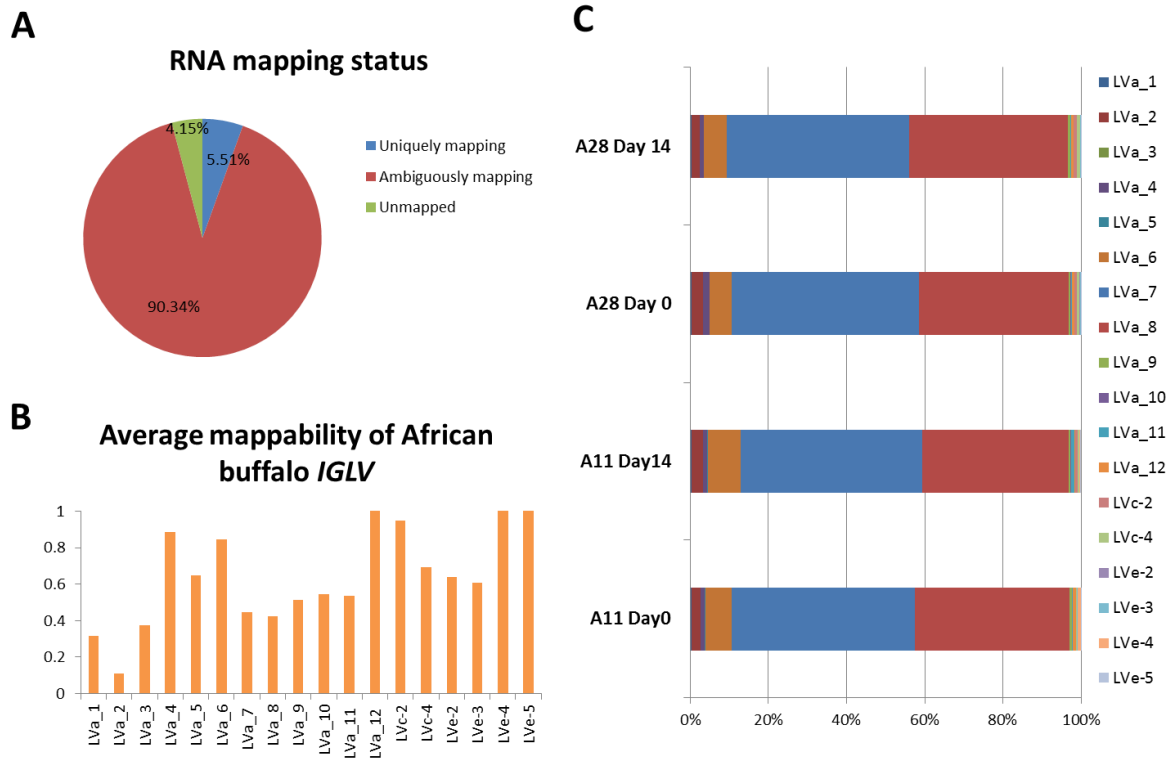 A
RNA mapping status
4.15%
5.51%
90.34%
Uniquely mapping
Ambiguously mapping
Unmapped
B
Average mappability of African
buffalo IGLV
1
0.8
0.6
0.4
0.2
0
LVa_1
LVa_2
LVa_3
LVa_4
LVa_5
LVa_6
LVa_7
LVa_8
LVa_9
LVa_10
LVa_11
LVa_12
LVc-2
LVc-4
LVe-2
LVe-3
LVe-4
LVe-5
C
A28 Day 14
A28 Day 0
A11 Day14
A11 Day0
0%
20%
40%
60%
80%
100%
LVa_1
LVa_2
LVa_3
LVa_4
LVa_5
LVa_6
LVa_7
LVa_8
LVa_9
LVa_10
LVa_11
LVa_12
LVc-2
LVc-4
LVe-2
LVe-3
LVe-4
LVe-5